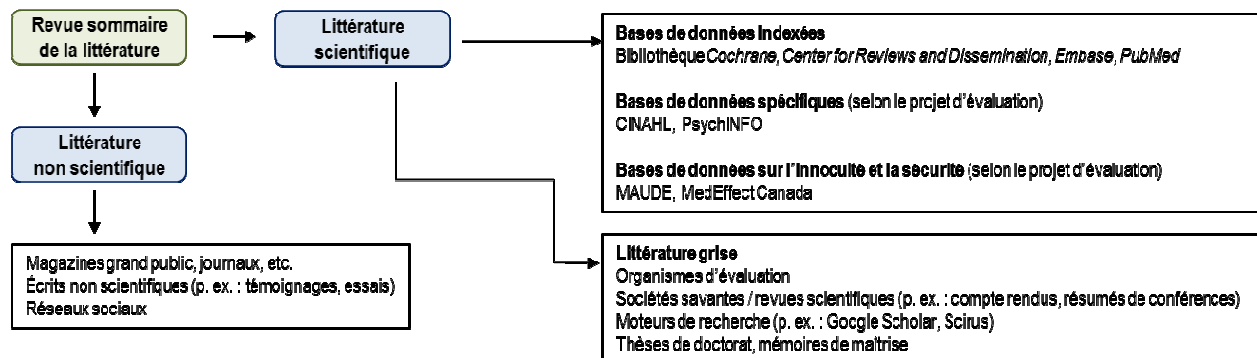 Revue sommaire
de la littérature
Littérature
scientifique
Bases de données indexées
Bibliothèque Cochrane, Center for Reviews and Dissemination, Embase, PubMed
Bases de données spécifiques (selon le projet d'évaluation)
CINAHL, PsychINFO
Bases de données sur l'innocuité et la sécurité (selon le projet d'évaluation)
MAUDE, MedEffect Canada
Littérature
non scientifique
Magazines grand public, journaux, etc.
Écrits non scientifiques (p. ex. : témoignages, essais)
Réseaux sociaux
Littérature grise
Organismes d'évaluation
Sociétés savantes / revues scientifiques (p. ex. : compte rendus, résumés de conférences)
Moteurs de recherche (p. ex. : Google Scholar, Scirus)
Thèses de doctorat, mémoires de maîtrise